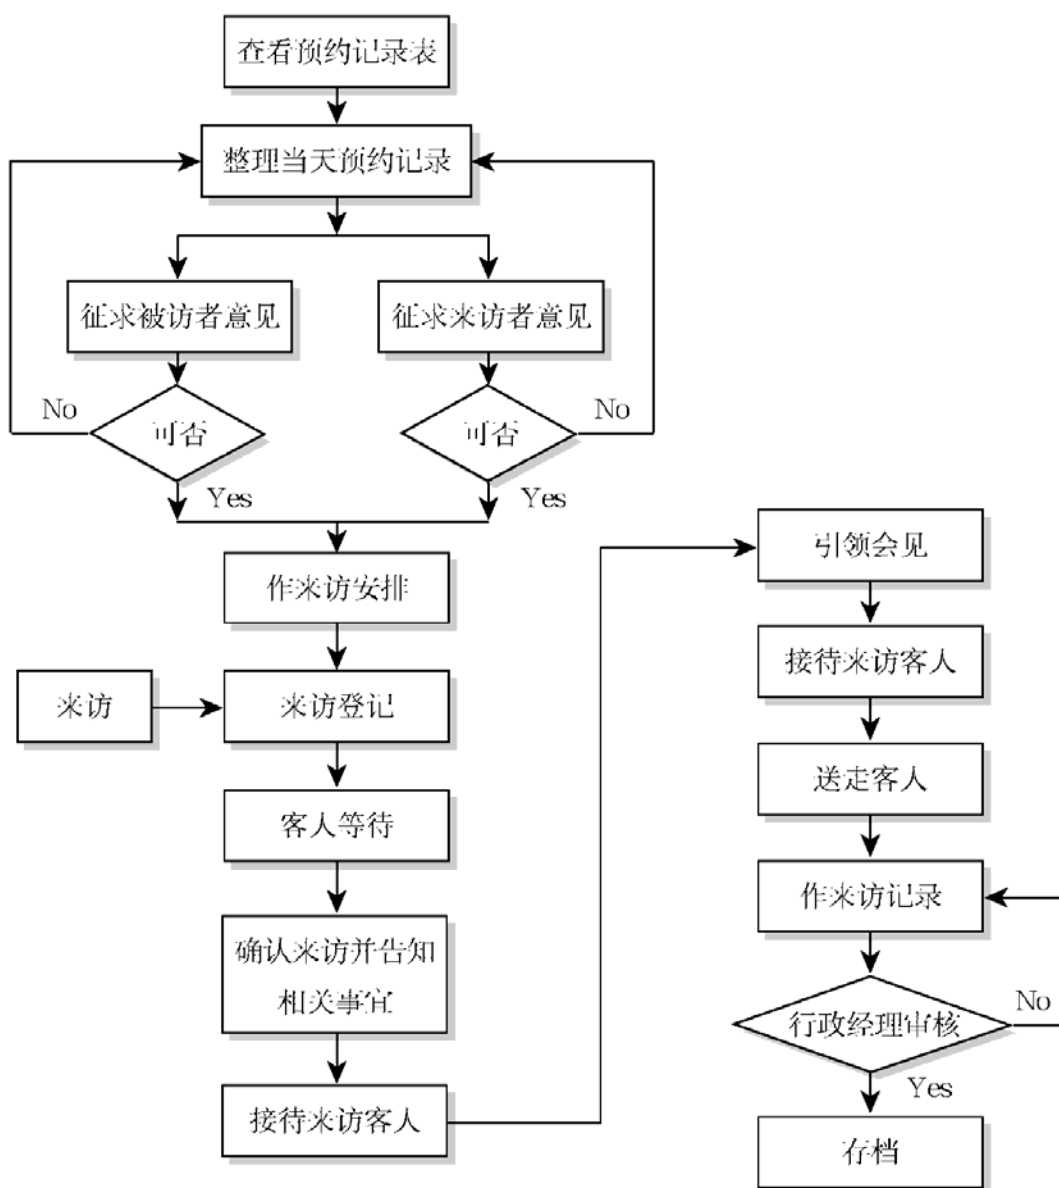 查看预约记录表
整理当天预约记录
征求被访者意见
征求来访者意见
No
可否
可否
No
Yes
Yes
作来访安排
来访
来访登记
客人等待
确认来访并告知
相关事宜
接待来访客人
引领会见
接待来访客人
送走客人
作来访记录
行政经理审核
No
Yes
存档